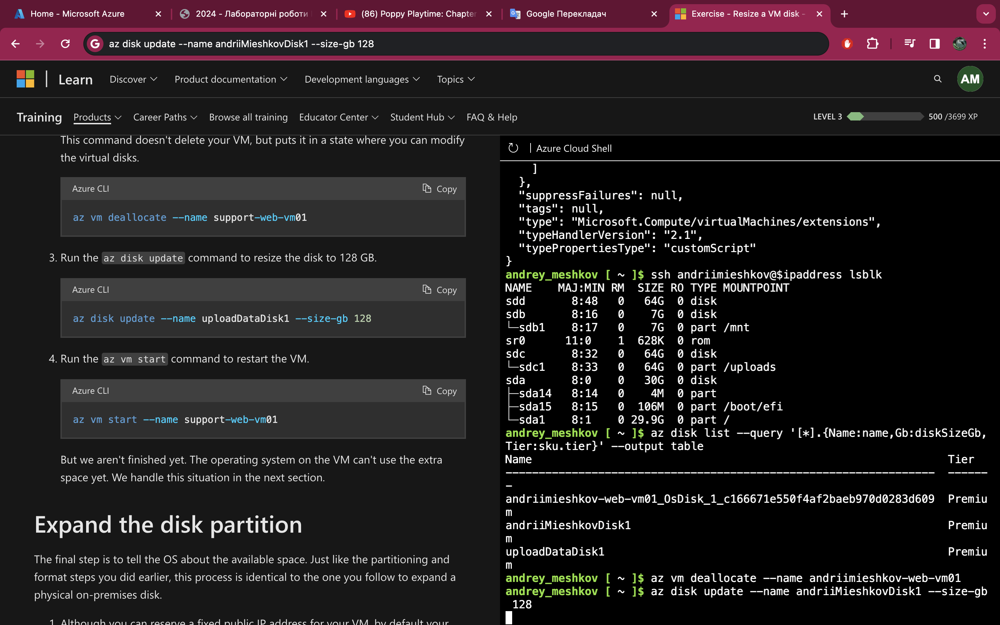 Home - Microsoft Azure
2024 - Лабораторні роботи
(86) Poppy Playtime: Chapter
Google Перекладач
Exercise - Resize a VM disk -
az disk update --name andriiMieshkovDisk1 --size-gb 128
Learn
Discover
Product documentation
Development languages
Topics
AM
Training
Products
Career Paths
Browse all training
Educator Center
Student Hub
FAQ & Help
LEVEL 3
500 /3699 XP
This command doesn't delete your VM, but puts it in a state where you can modify
the virtual disks.
Azure CLI
Copy
az vm deallocate --name support-web-vm01
3. Run the az disk update command to resize the disk to 128 GB.
Azure CLI
Copy
az disk update --name uploadDataDisk1 --size-gb 128
4. Run the az vm start command to restart the VM.
Azure CLI
Copy
az vm start --name support-web-vm01
But we aren't finished yet. The operating system on the VM can't use the extra
space yet. We handle this situation in the next section.
Expand the disk partition
The final step is to tell the OS about the available space. Just like the partitioning and
format steps you did earlier, this process is identical to the one you follow to expand a
physical on-premises disk.
1. Although you can reserve a fixed public IP address for your VM, by default your
| Azure Cloud Shell
]
},
"suppressFailures": null,
"tags": null,
"type": "Microsoft.Compute/virtualMachines/extensions",
"typeHandlerVersion": "2.1",
"typePropertiesType": "customScript"
}
andrey_meshkov [ ~ ]$ ssh andriimieshkov@$ipaddress lsblk
NAME    MAJ:MIN RM  SIZE RO TYPE MOUNTPOINT
sdd       8:48   0   64G  0 disk
sdb       8:16   0    7G  0 disk
└─sdb1    8:17   0    7G  0 part /mnt
sr0      11:0    1  628K  0 rom
sdc       8:32   0   64G  0 disk
└─sdc1    8:33   0   64G  0 part /uploads
sda       8:0    0   30G  0 disk
├─sda14   8:14   0    4M  0 part
├─sda15   8:15   0  106M  0 part /boot/efi
└─sda1    8:1    0 29.9G  0 part /
andrey_meshkov [ ~ ]$ az disk list --query '[*].{Name:name,Gb:diskSizeGb,
Tier:sku.tier}' --output table
Name Tier
----------------------------------------------------------------- ------
-
andriimieshkov-web-vm01_OsDisk_1_c166671e550f4af2baeb970d0283d609 Premiu
m
andriiMieshkovDisk1 Premiu
m
uploadDataDisk1 Premiu
m
andrey_meshkov [ ~ ]$ az vm deallocate --name andriimieshkov-web-vm01
andrey_meshkov [ ~ ]$ az disk update --name andriiMieshkovDisk1 --size-gb
128